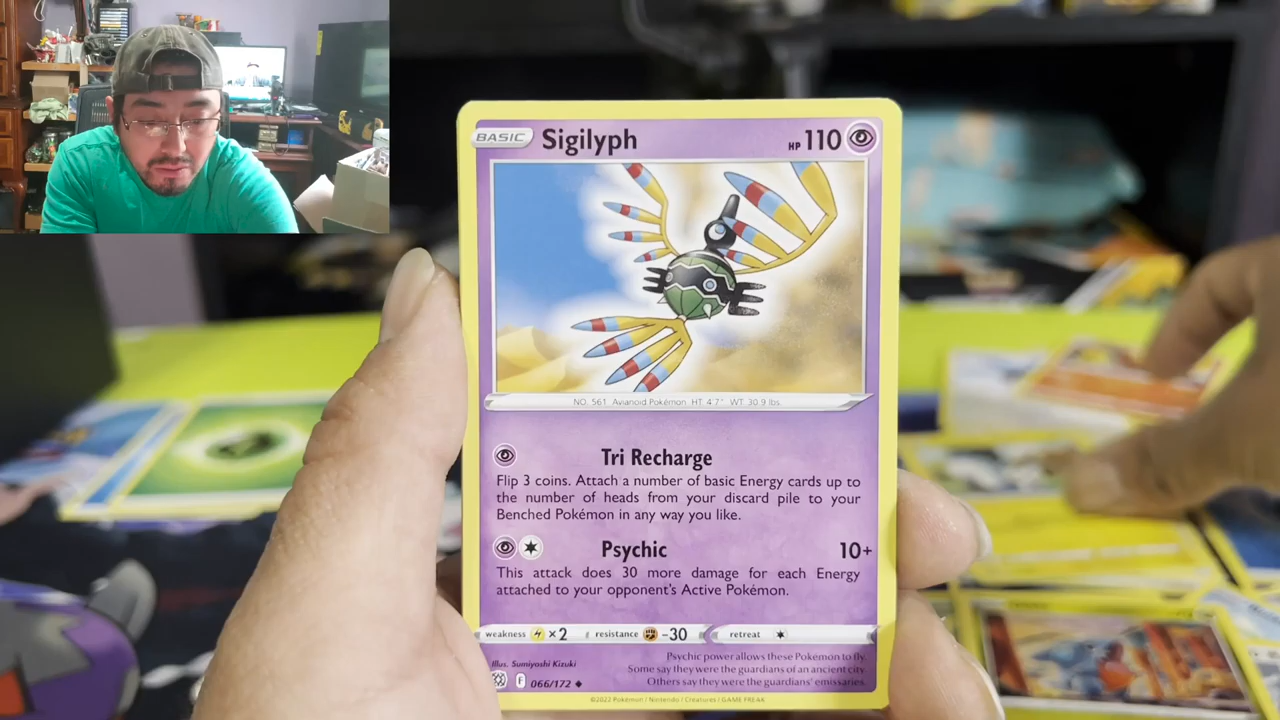 BASIC Sigilyph HP 110
NO. 561 Avianoid Pokémon HT: 4'7" WT: 30.9 lbs.
Tri Recharge
Flip 3 coins. Attach a number of basic Energy cards up to
the number of heads from your discard pile to your
Benched Pokémon in any way you like.
Psychic 10+
This attack does 30 more damage for each Energy
attached to your opponent's Active Pokémon.
weakness ×2 resistance -30 retreat
Illus. Sumiyoshi Kizuki
F 066/172
Psychic power allows these Pokémon to fly.
Some say they were the guardians of an ancient city.
Others say they were the guardians' emissaries.
©2022 Pokémon / Nintendo / Creatures / GAME FREAK